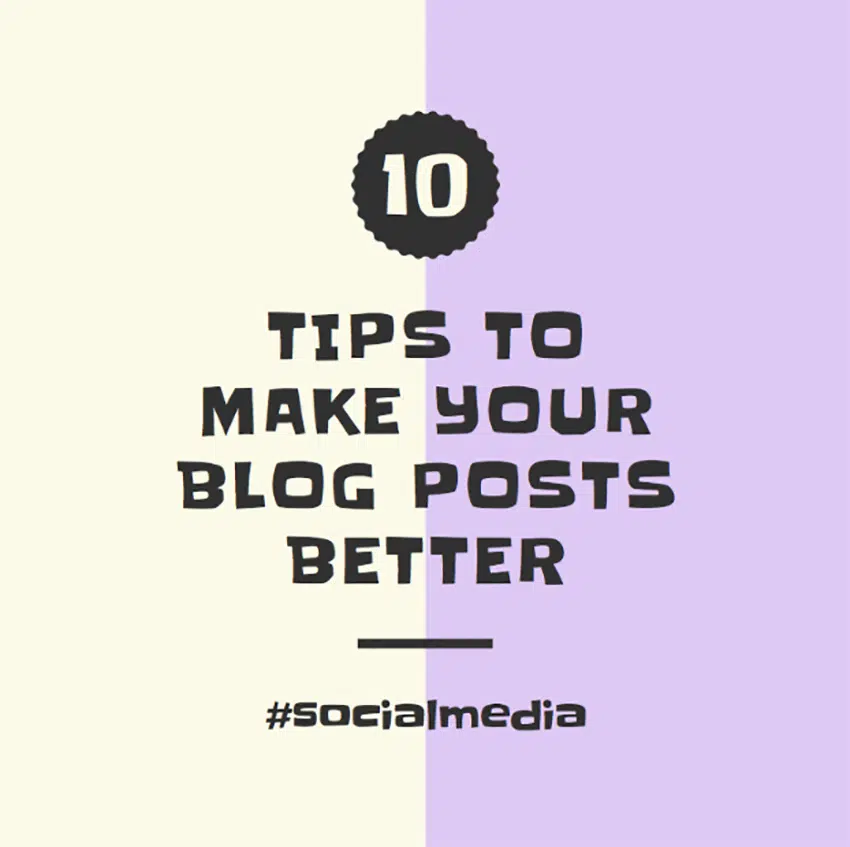 10
TIPS TO
MAKE YOUR
BLOG POSTS
BETTER
#socialmedia